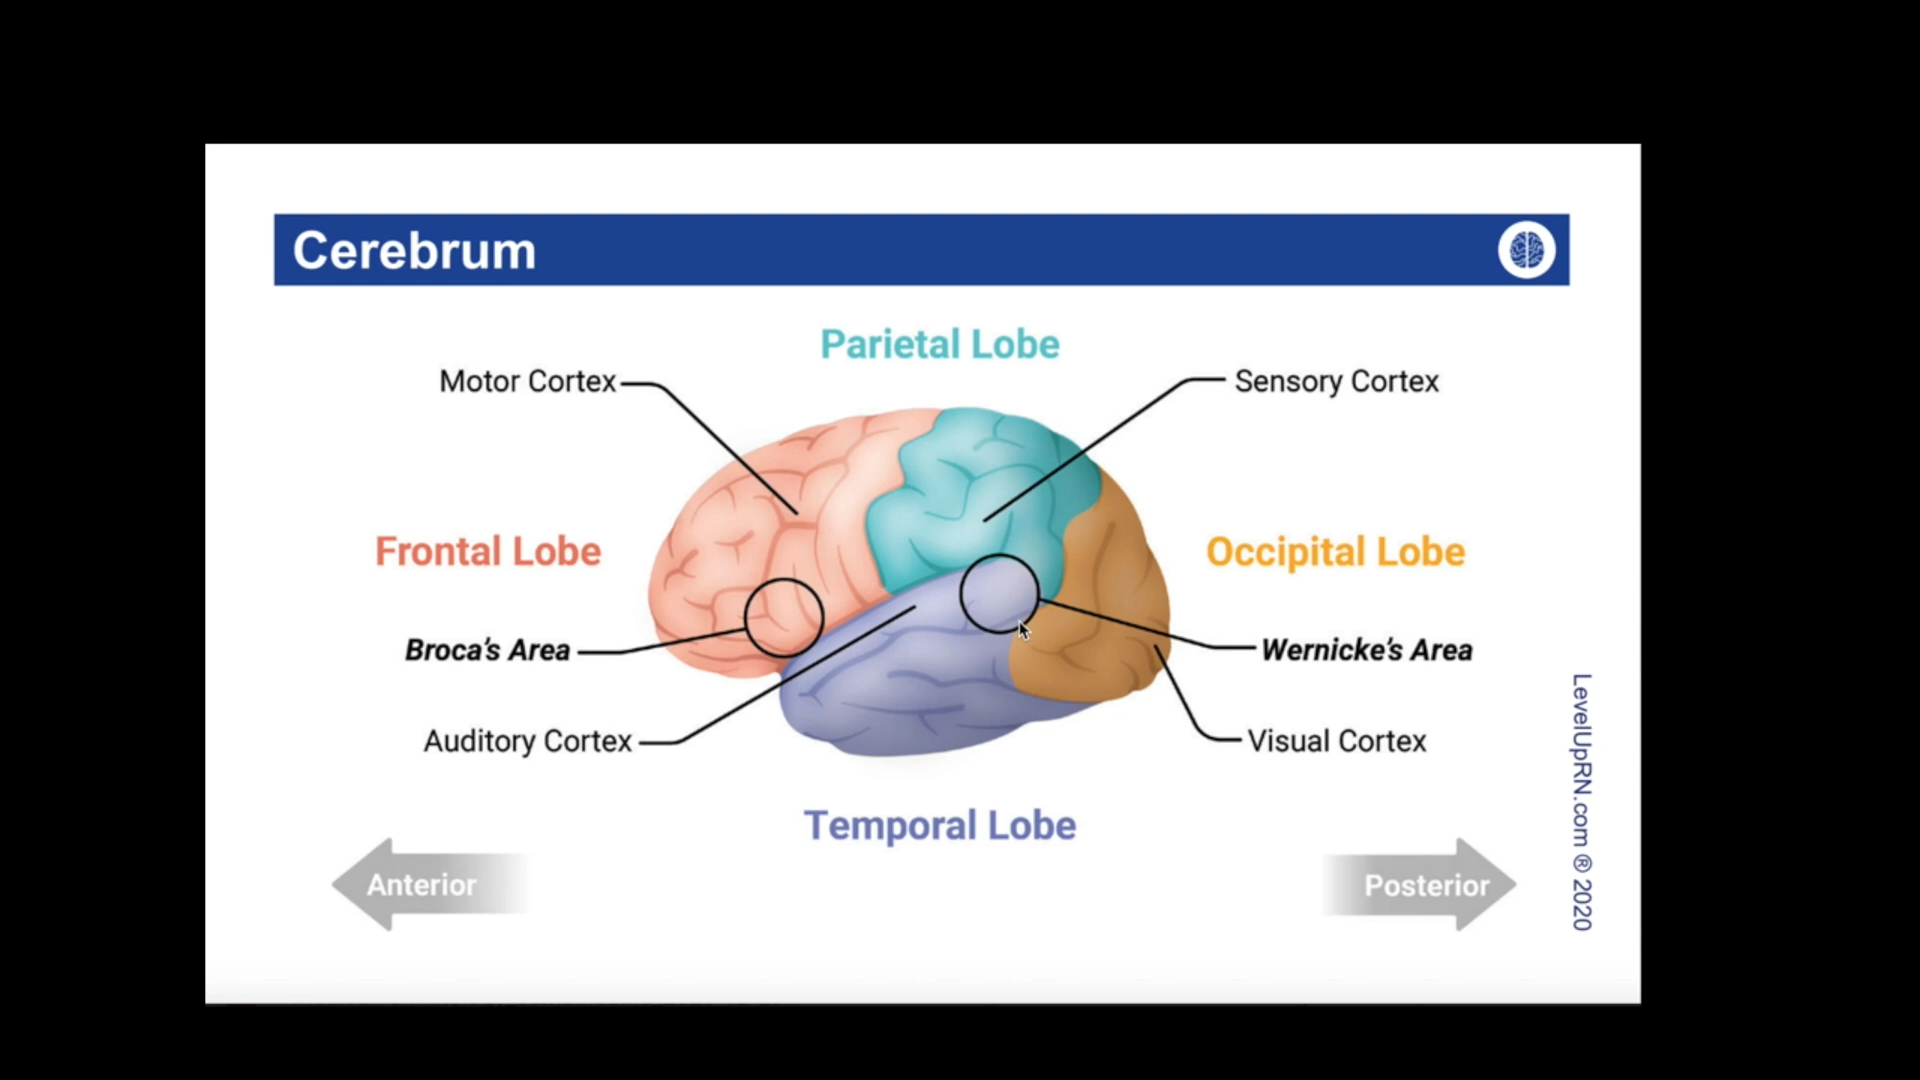 Cerebrum
Parietal Lobe
Motor Cortex
Sensory Cortex
Frontal Lobe
Occipital Lobe
Broca's Area
Wernicke's Area
Auditory Cortex
Visual Cortex
Temporal Lobe
Anterior
Posterior
LevelUpRN.com ® 2020